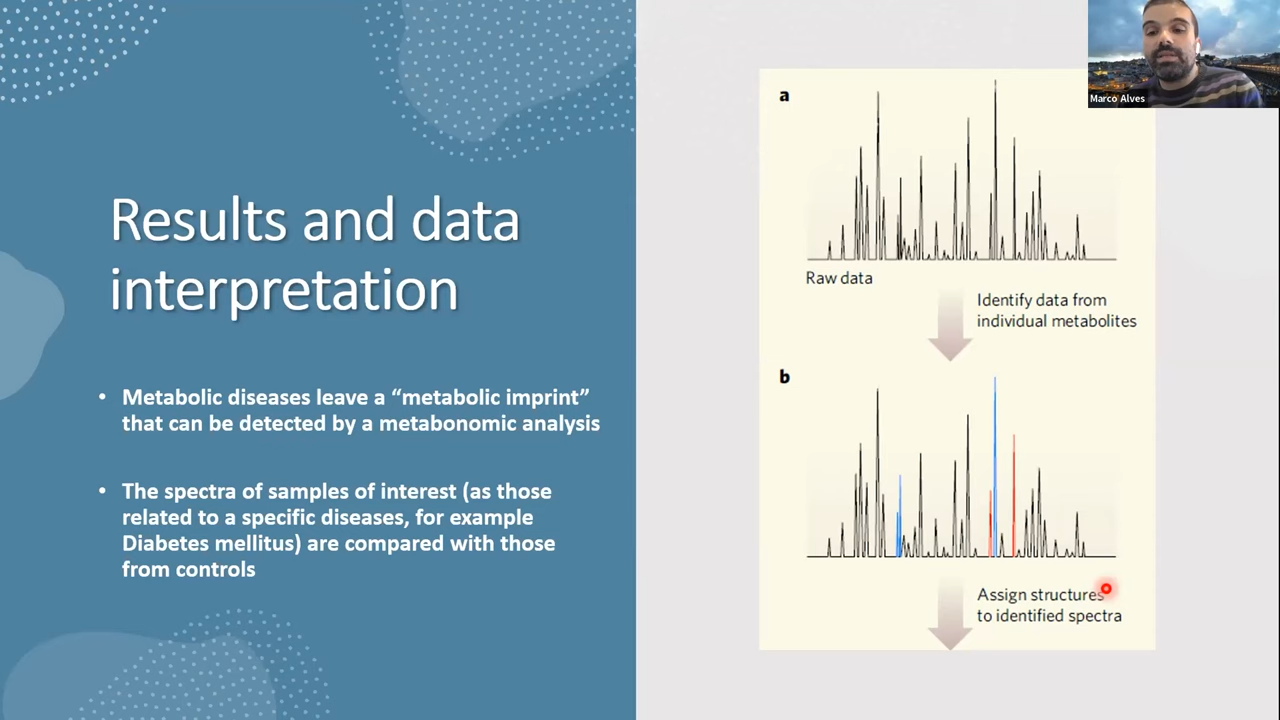 Results and data
interpretation
• Metabolic diseases leave a “metabolic imprint”
that can be detected by a metabonomic analysis
• The spectra of samples of interest (as those
related to a specific diseases, for example
Diabetes mellitus) are compared with those
from controls
a
Raw data
Identify data from
individual metabolites
b
Assign structures
to identified spectra
Marco Alves